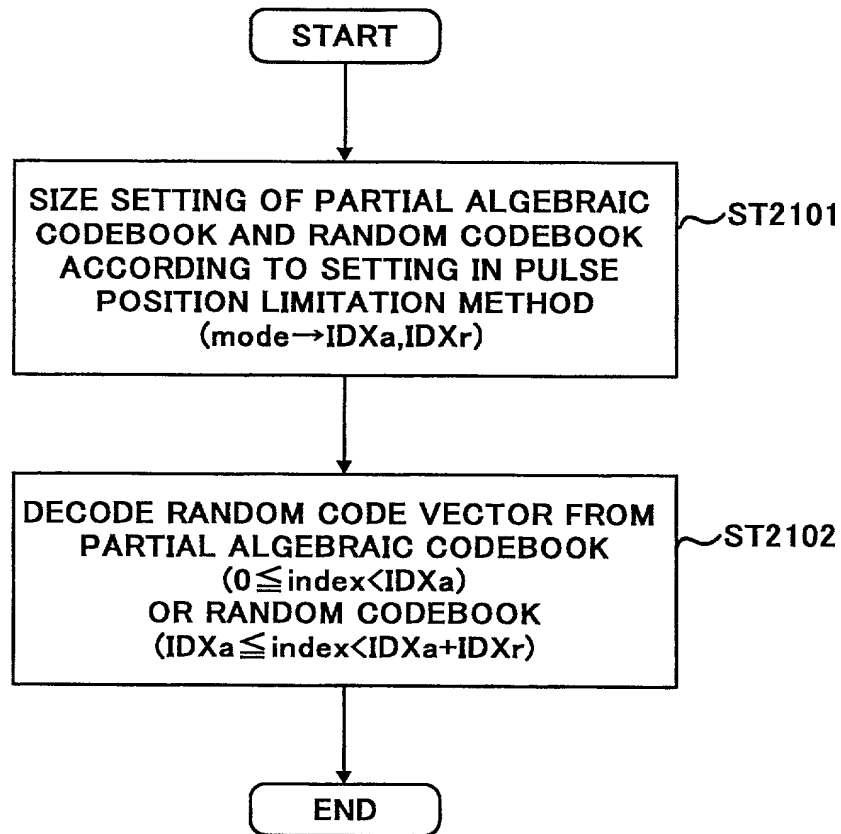 START
SIZE SETTING OF PARTIAL ALGEBRAIC
CODEBOOK AND RANDOM CODEBOOK
ACCORDING TO SETTING IN PULSE
POSITION LIMITATION METHOD
(mode→IDXa,IDXr)
ST2101
DECODE RANDOM CODE VECTOR FROM
PARTIAL ALGEBRAIC CODEBOOK
(0≦index<IDXa)
OR RANDOM CODEBOOK
(IDXa≦index<IDXa+IDXr)
ST2102
END